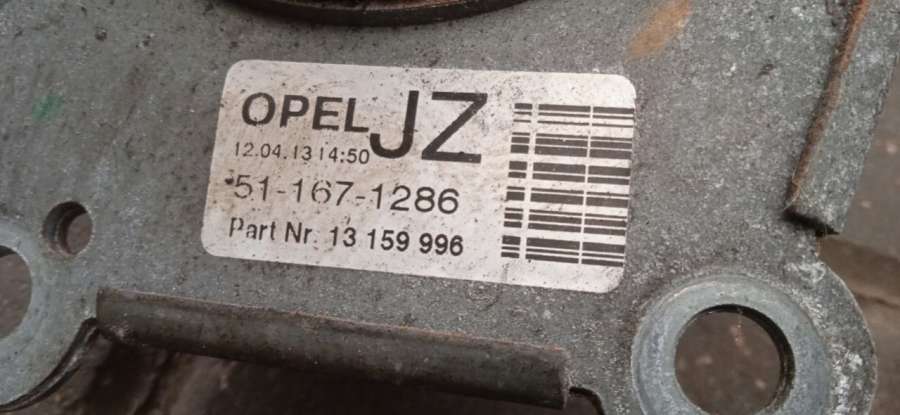 OPEL JZ
12.04.13 14:50
51-167-1286
Part Nr. 13 159 996